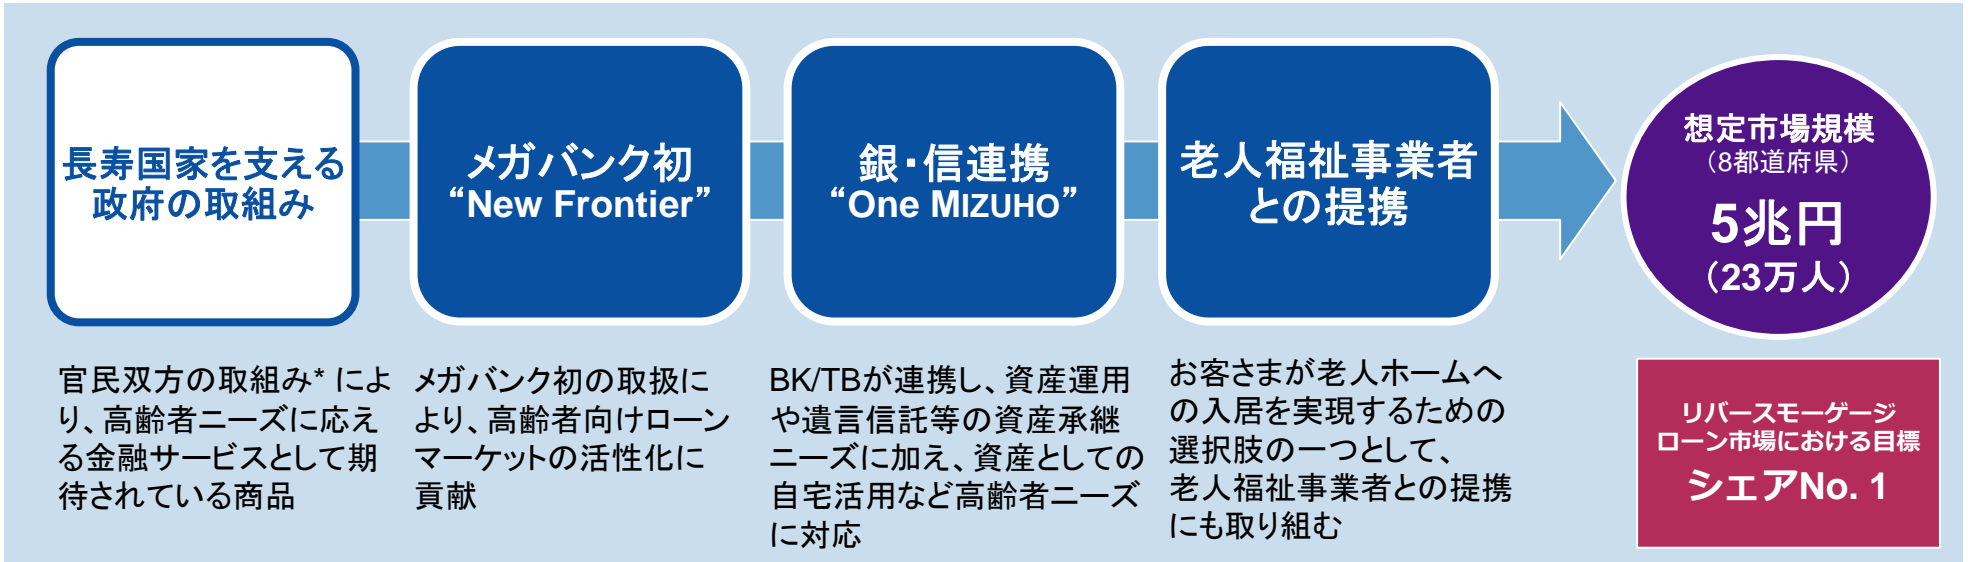 長寿国家を支える
政府の取組み
メガバンク初
“New Frontier”
銀・信連携
“One MIZUHO”
老人福祉事業者
との提携
想定市場規模
（8都道府県）
5兆円
（23万人）
官民双方の取組み* によ
り、高齢者ニーズに応え
る金融サービスとして期
待されている商品
メガバンク初の取扱に
より、高齢者向けローン
マーケットの活性化に
貢献
BK/TBが連携し、資産運用
や遺言信託等の資産承継
ニーズに加え、資産としての
自宅活用など高齢者ニーズ
に対応
お客さまが老人ホームへ
の入居を実現するための
選択肢の一つとして、
老人福祉事業者との提携
にも取り組む
リバースモーゲージ
ローン市場における目標
シェアNo. 1